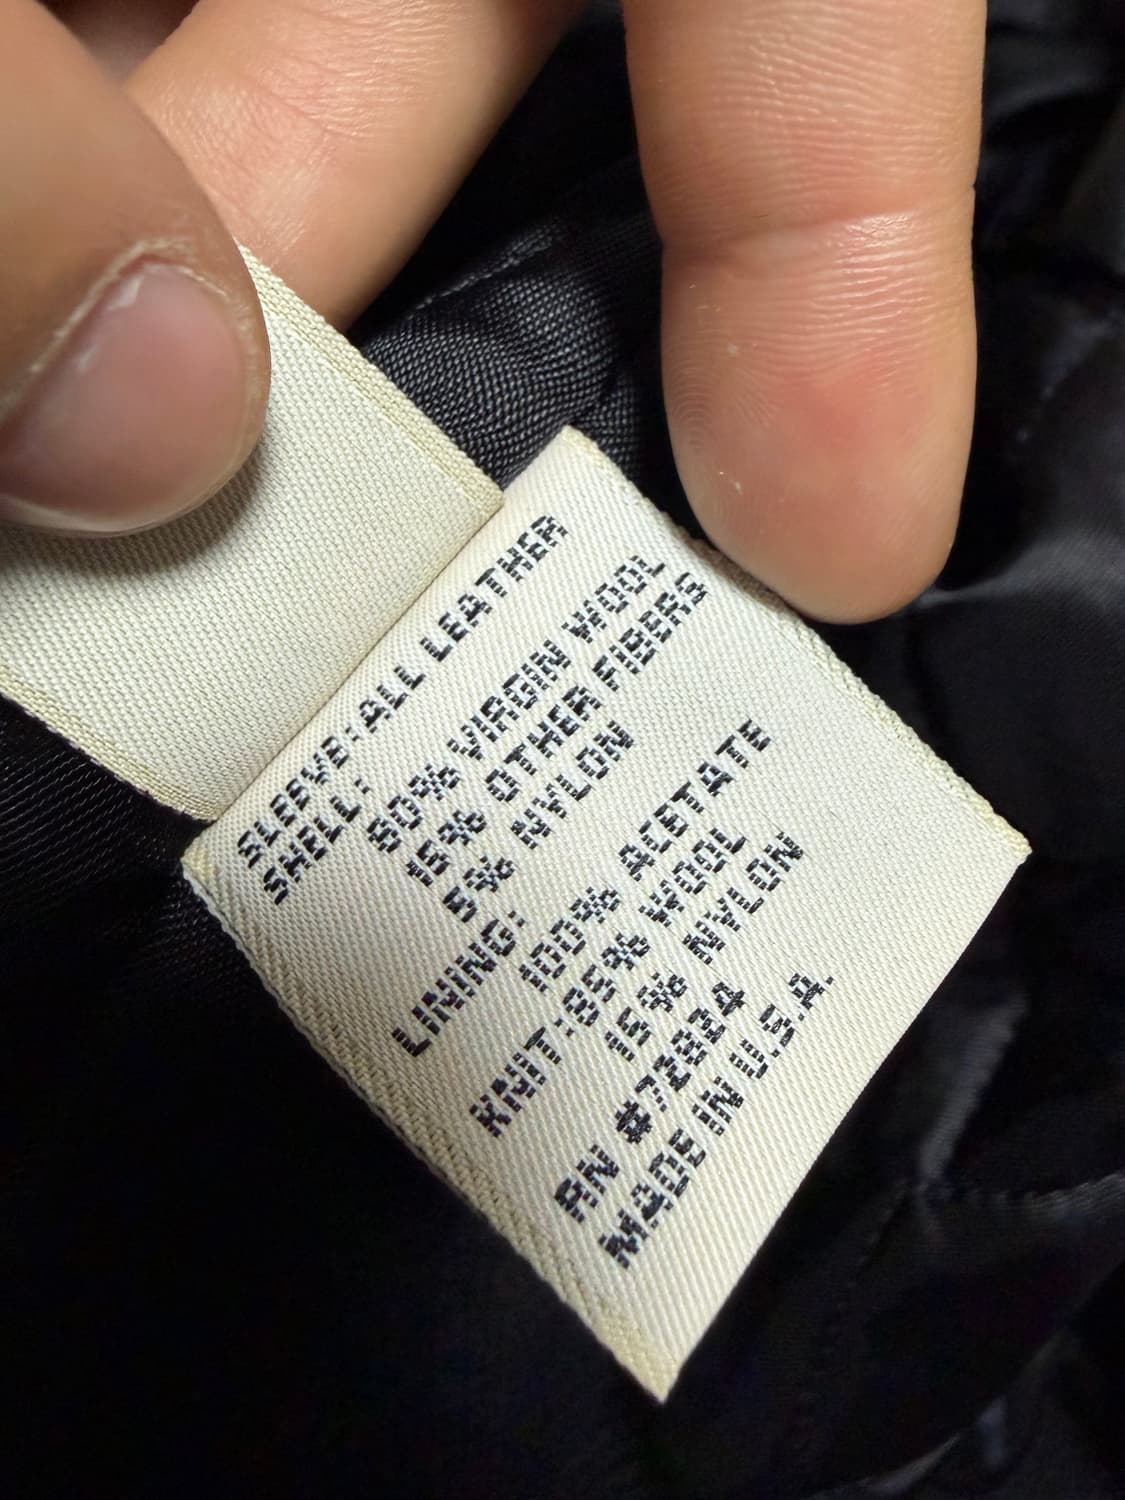 SLEEVE:ALL LEATHER
SHELL:
80% VIRGIN WOOL
15% OTHER FIBERS
5% NYLON
LINING:
100% ACETATE
KNIT:85% WOOL
15% NYLON
RN #72834
MADE IN U.S.A.